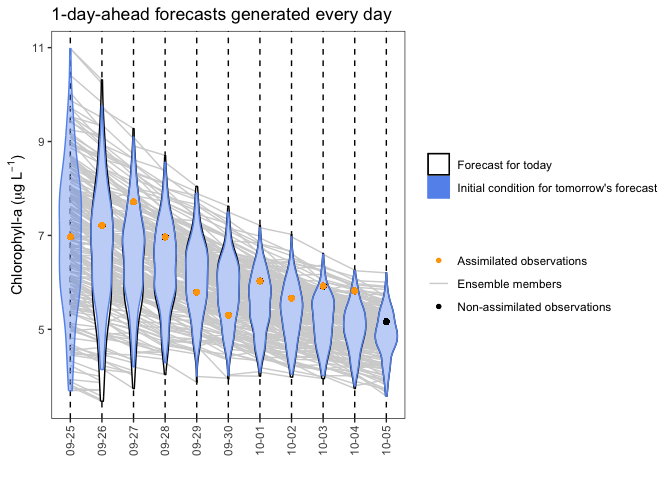 1-day-ahead forecasts generated every day
Chlorophyll-a (μg L⁻¹)
11
9
7
5
09-25
09-26
09-27
09-28
09-29
09-30
10-01
10-02
10-03
10-04
10-05
Forecast for today
Initial condition for tomorrow's forecast
Assimilated observations
Ensemble members
Non-assimilated observations